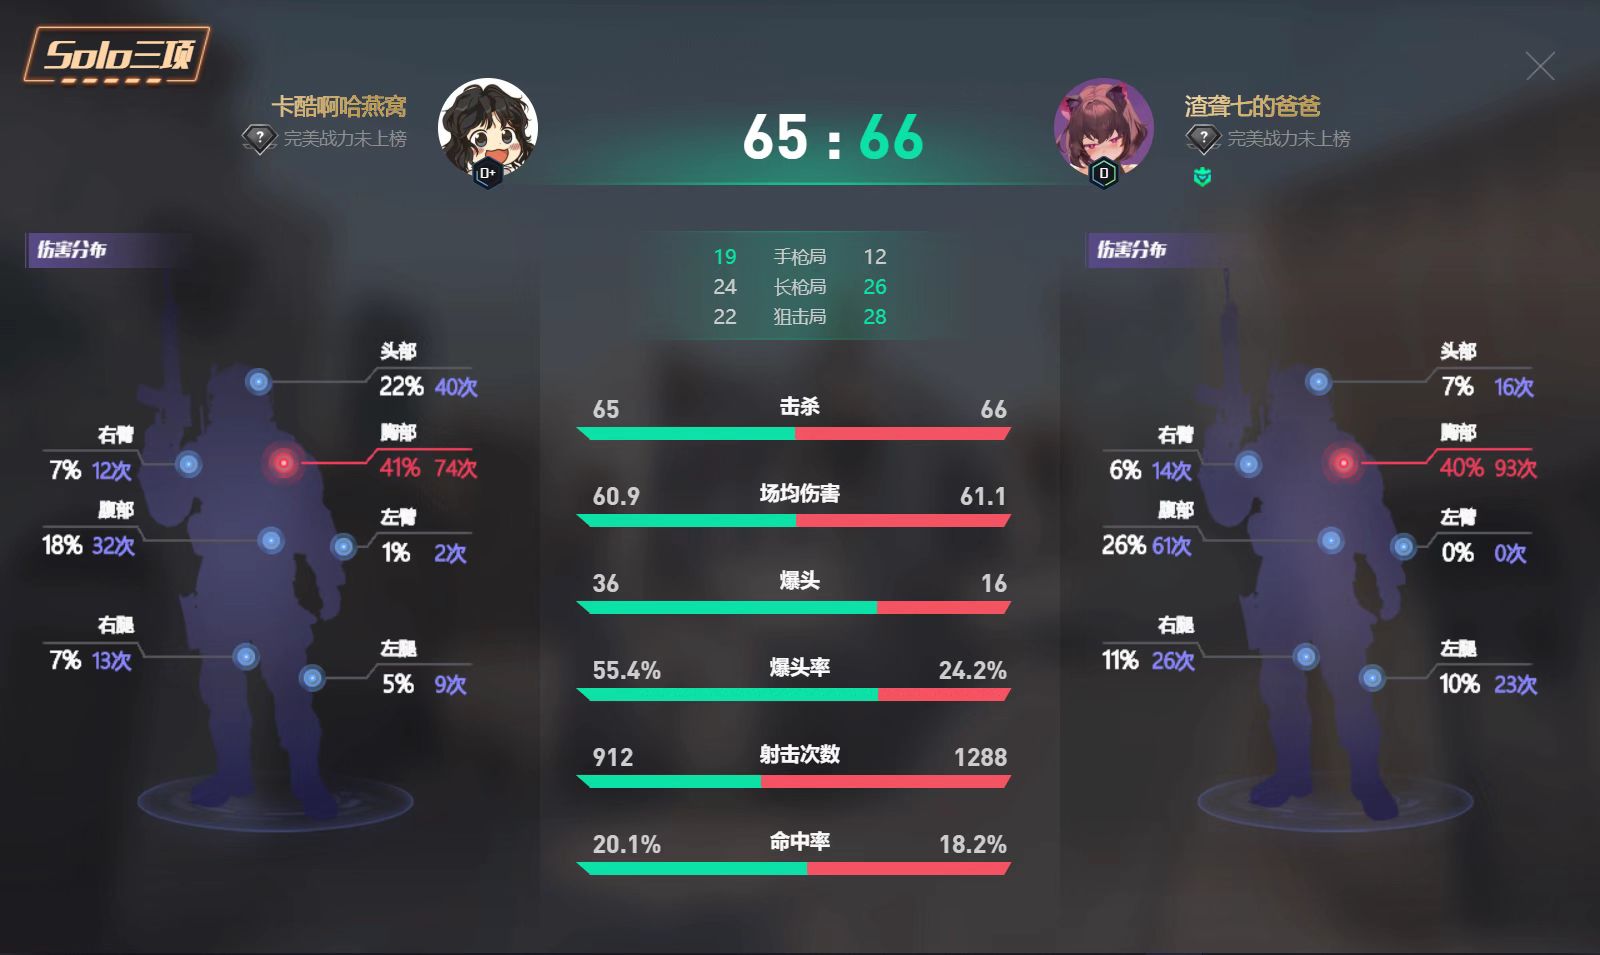 Solo三项
卡酷啊哈燕窝
? 完美战力未上榜
D+
65 : 66
渣聋七的爸爸
? 完美战力未上榜
D
伤害分布
19 手枪局 12
24 长枪局 26
22 狙击局 28
伤害分布
头部
22% 40次
右臂
7% 12次
胸部
41% 74次
腹部
18% 32次
左臂
1% 2次
右腿
7% 13次
左腿
5% 9次
65 击杀 66
60.9 场均伤害 61.1
36 爆头 16
55.4% 爆头率 24.2%
912 射击次数 1288
20.1% 命中率 18.2%
头部
7% 16次
右臂
6% 14次
胸部
40% 93次
腹部
26% 61次
左臂
0% 0次
右腿
11% 26次
左腿
10% 23次